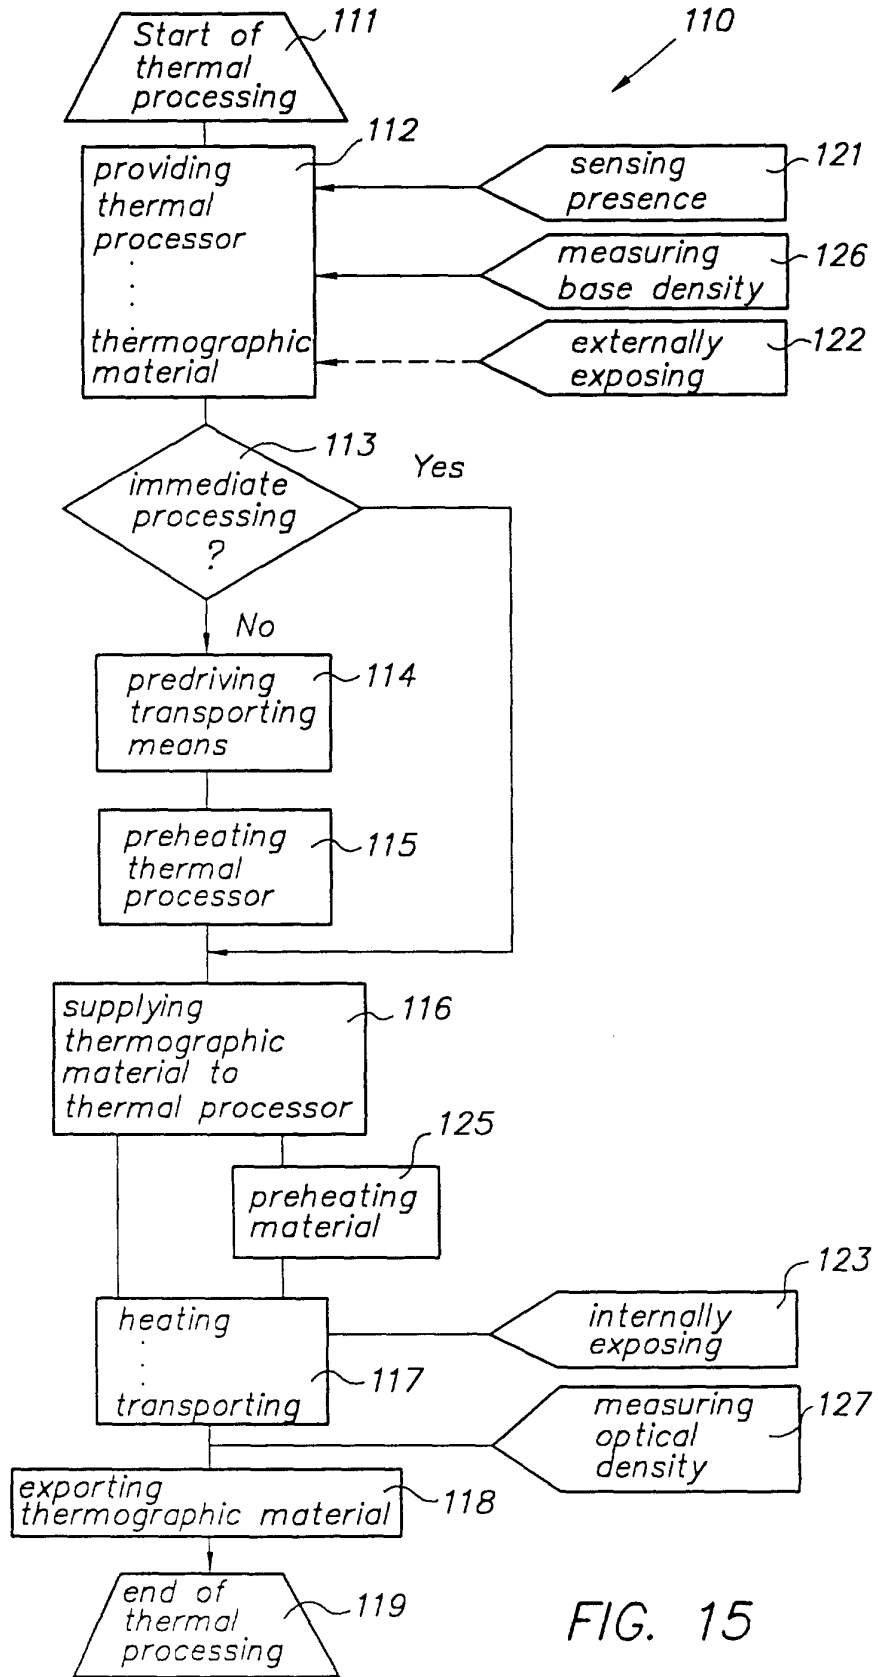 110
Start of
thermal
processing
111
providing
thermal
processor
thermographic
material
112
sensing
presence
121
measuring
base density
126
externally
exposing
122
immediate
processing
?
113
Yes
No
predriving
transporting
means
114
preheating
thermal
processor
115
supplying
thermographic
material to
thermal processor
116
preheating
material
125
heating
transporting
117
internally
exposing
123
measuring
optical
density
127
exporting
thermographic material
118
end of
thermal
processing
119
FIG. 15